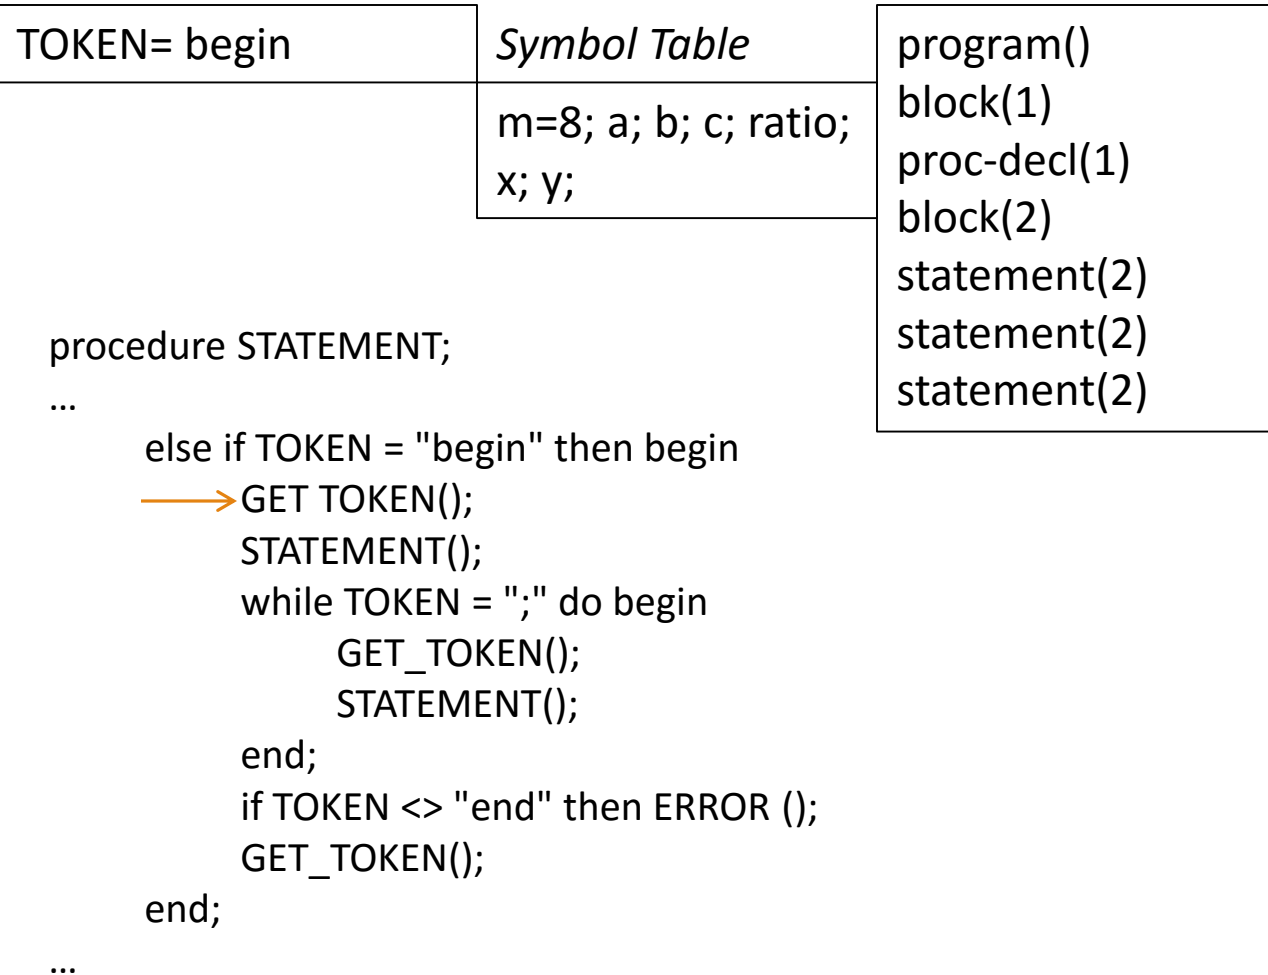 TOKEN= begin
Symbol Table
m=8; a; b; c; ratio;
x; y;
program()
block(1)
proc-decl(1)
block(2)
statement(2)
statement(2)
statement(2)
procedure STATEMENT;
…
else if TOKEN = "begin" then begin
GET TOKEN();
STATEMENT();
while TOKEN = ";" do begin
GET_TOKEN();
STATEMENT();
end;
if TOKEN <> "end" then ERROR ();
GET_TOKEN();
end;
…